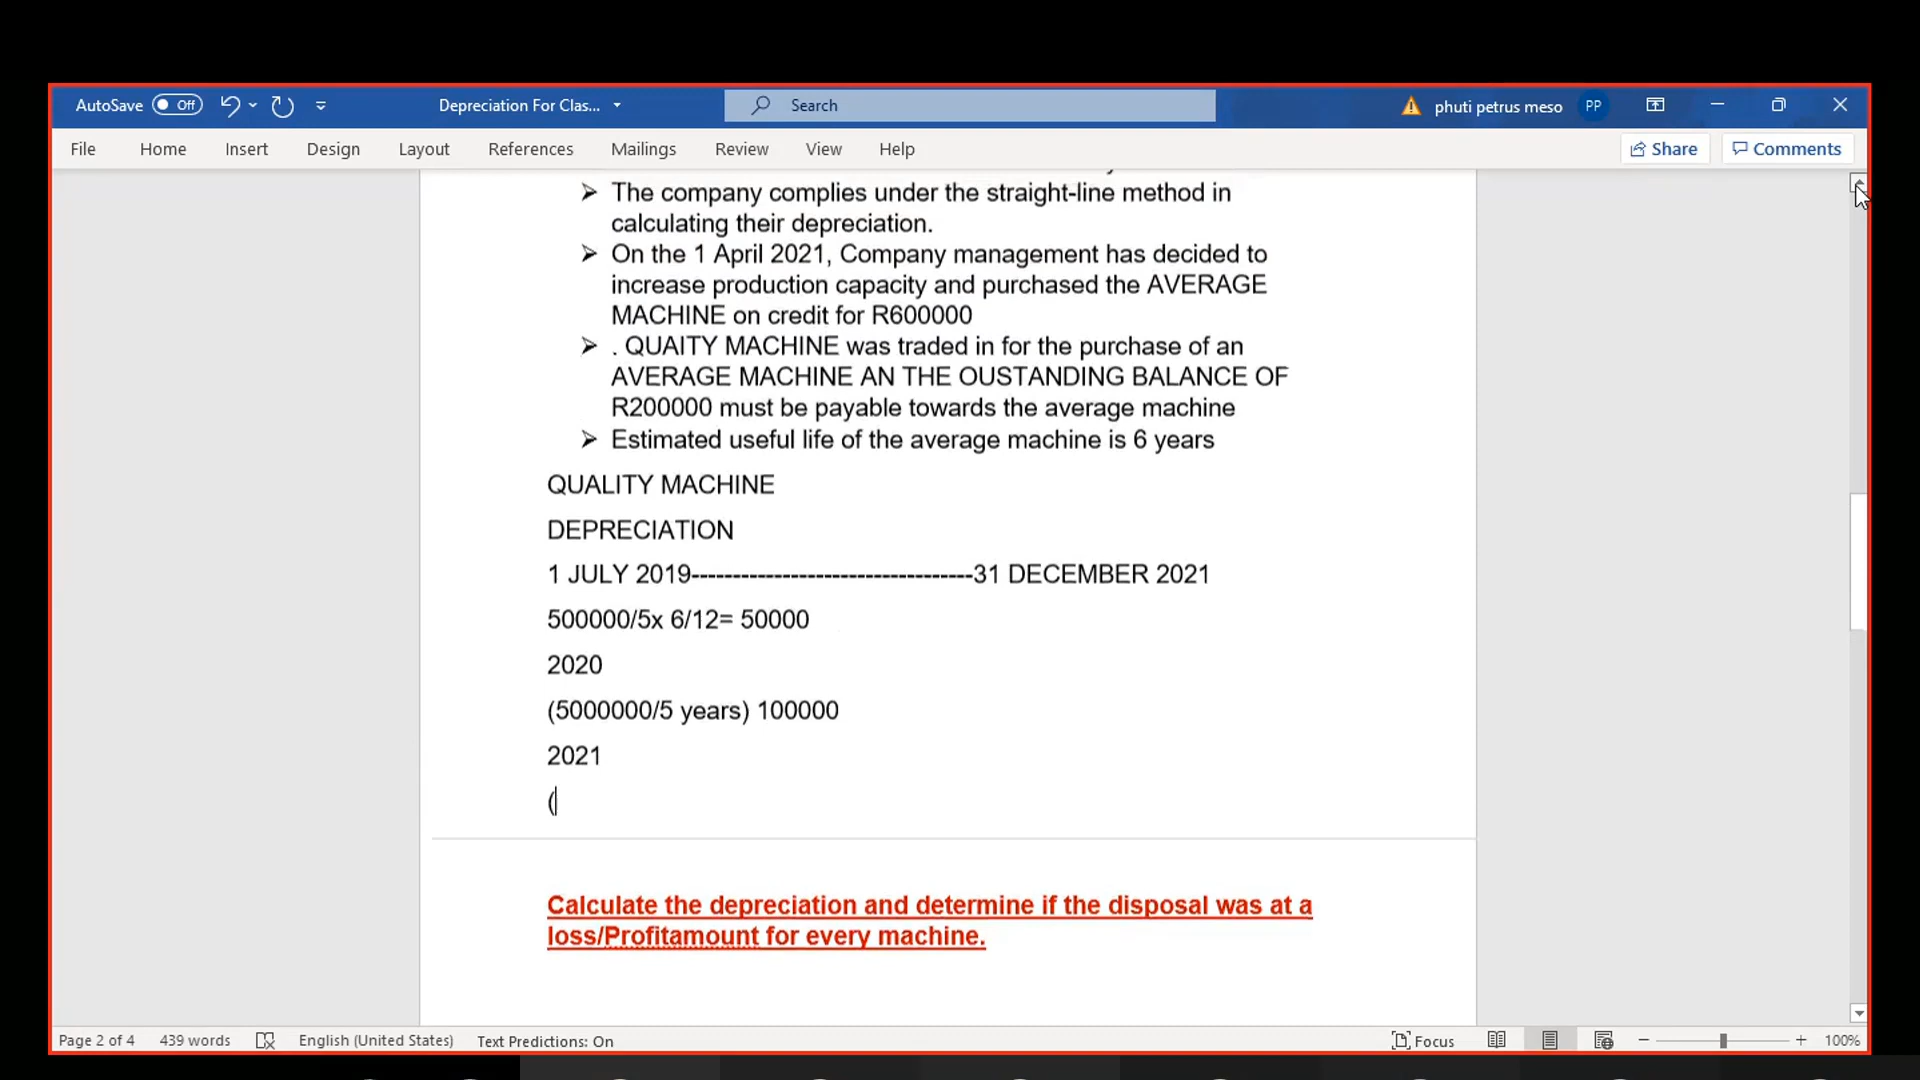 AutoSave Off Depreciation For Clas... Search phuti petrus meso PP
File Home Insert Design Layout References Mailings Review View Help Share Comments
➢ The company complies under the straight-line method in
calculating their depreciation.
➢ On the 1 April 2021, Company management has decided to
increase production capacity and purchased the AVERAGE
MACHINE on credit for R600000
➢ . QUAITY MACHINE was traded in for the purchase of an
AVERAGE MACHINE AN THE OUSTANDING BALANCE OF
R200000 must be payable towards the average machine
➢ Estimated useful life of the average machine is 6 years
QUALITY MACHINE
DEPRECIATION
1 JULY 2019----------------------------------31 DECEMBER 2021
500000/5x 6/12= 50000
2020
(5000000/5 years) 100000
2021
(
Calculate the depreciation and determine if the disposal was at a
loss/Profitamount for every machine.
Page 2 of 4 439 words English (United States) Text Predictions: On Focus 100%